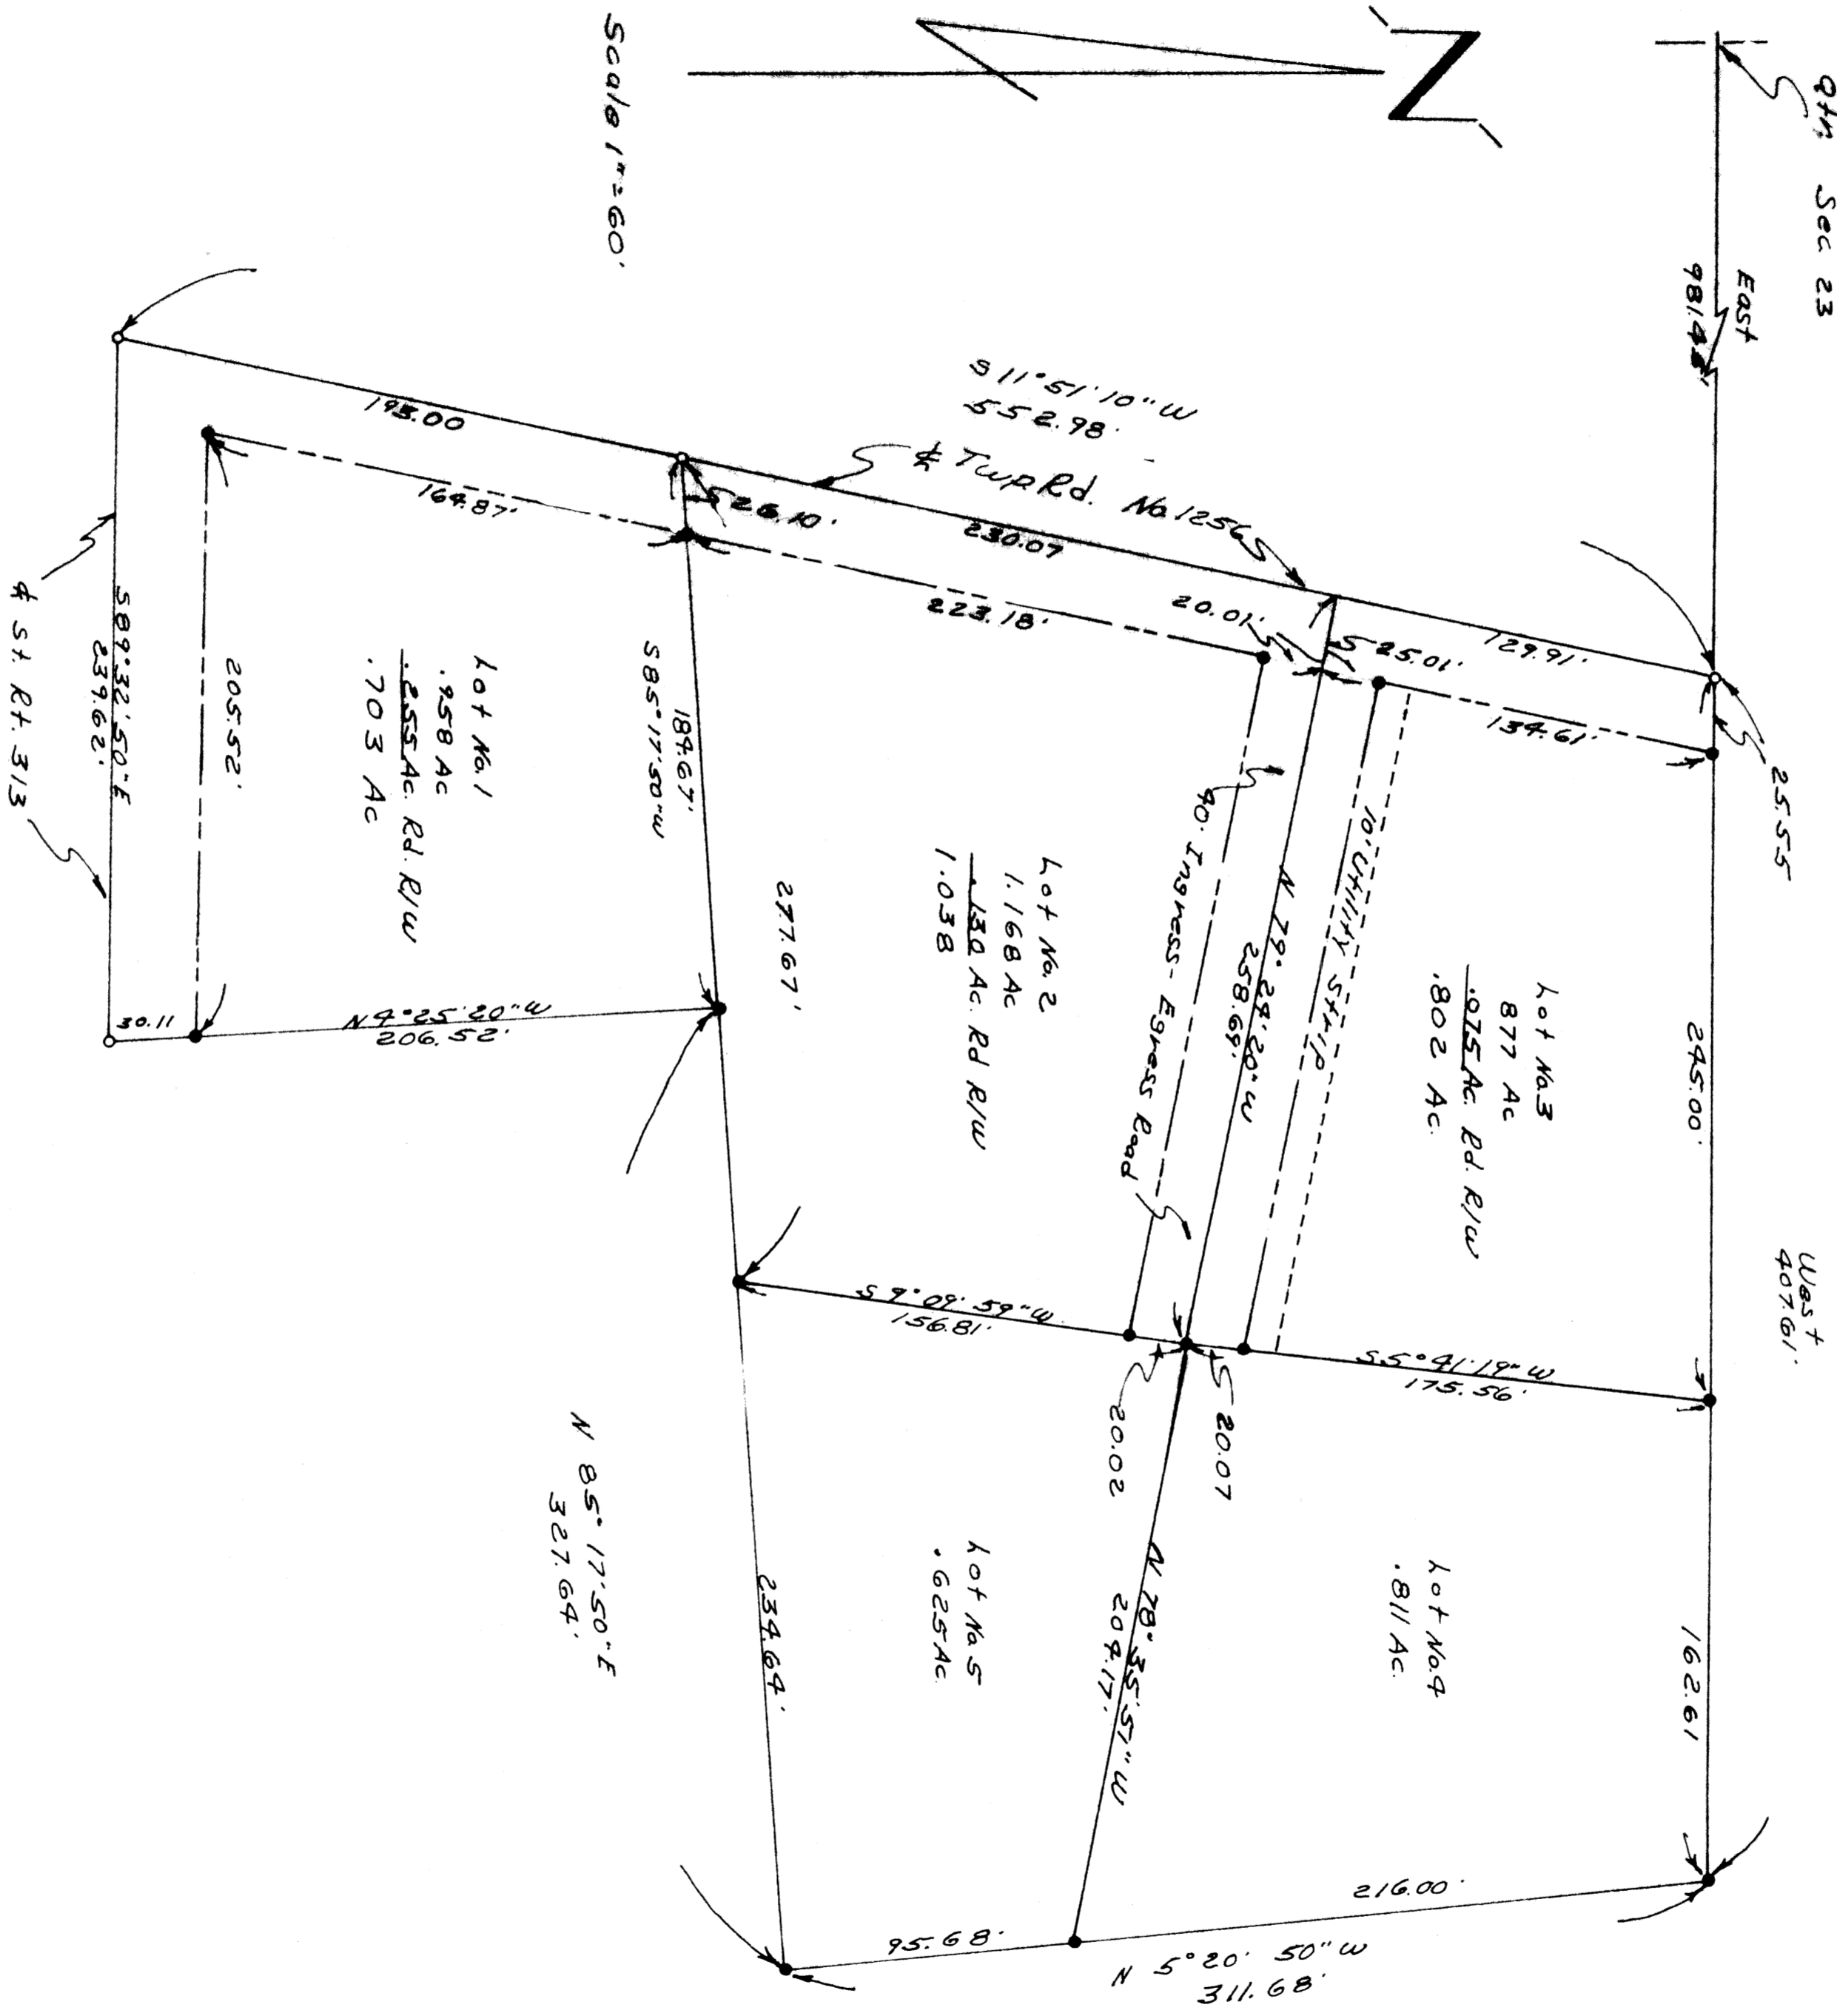 Qtr. Sec 23
East
981.43'
N
Scale 1"=60'
S 11°51'10" W
552.98'
℄ Twp. Rd. No. 1256
195.00
230.07
129.91'
25.55
164.87'
26.10'
223.18'
20.01'
25.01'
134.61'
S89°32'50"E
239.62'
℄ St. Rt. 313
205.52'
Lot No. 1
.958 Ac
.255 Ac. Rd. R/W
.703 Ac
S85°17'50"W
184.67'
277.67'
30.11
N 4°25'20" W
206.52'
Lot No. 2
1.168 Ac
.130 Ac. Rd R/W
1.038
40' Ingress-Egress Road
N 79°24'20" W
258.69'
10' Utility Strip
Lot No. 3
877 Ac
.075 Ac. Rd. R/W
.802 Ac.
245.00'
West
407.61'
S 9°09'59" W
156.81'
S 5°41'19" W
175.56'
20.02
20.07
N 85°17'50" E
327.64'
234.64'
Lot No. 5
.625 Ac
N 78°35'51" W
204.17'
Lot No. 4
.811 Ac.
162.61
95.68'
216.00'
N 5°20'50" W
311.68'